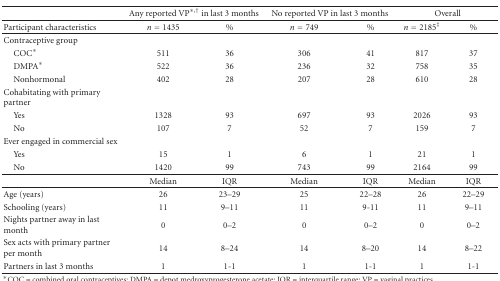 Any reported VP*,† in last 3 months No reported VP in last 3 months Overall
Participant characteristics n = 1435 % n = 749 % n = 2185‡ %
Contraceptive group
COC* 511 36 306 41 817 37
DMPA* 522 36 236 32 758 35
Nonhormonal 402 28 207 28 610 28
Cohabitating with primary
partner
Yes 1328 93 697 93 2026 93
No 107 7 52 7 159 7
Ever engaged in commercial sex
Yes 15 1 6 1 21 1
No 1420 99 743 99 2164 99
Median IQR Median IQR Median IQR
Age (years) 26 23–29 25 22–28 26 22–29
Schooling (years) 11 9–11 11 9-11 11 9–11
Nights partner away in last
month 0 0–2 0 0–2 0 0–2
Sex acts with primary partner
per month 14 8–24 14 8–20 14 8–22
Partners in last 3 months 1 1-1 1 1-1 1 1-1
*COC = combined oral contraceptives; DMPA = depot medroxyprogesterone acetate; IQR = interquartile range; VP = vaginal practices